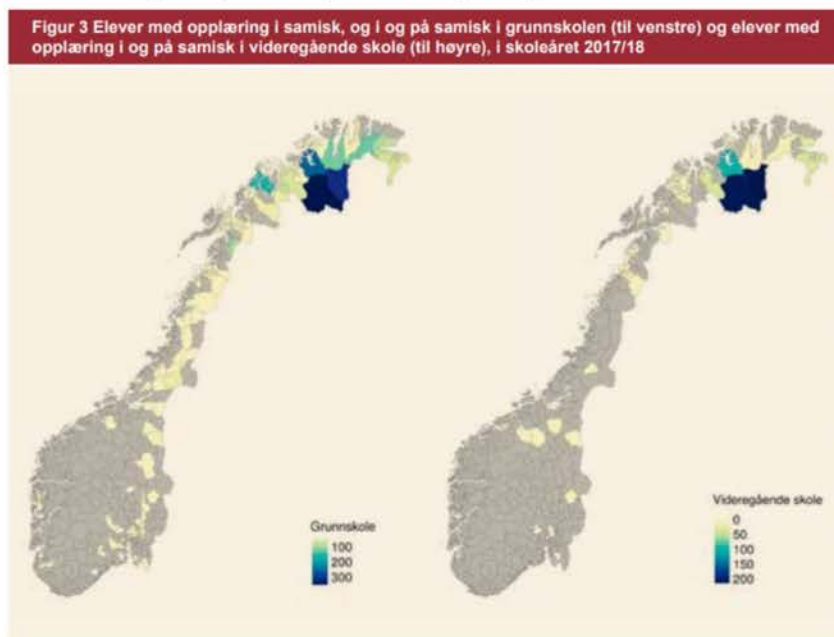 Figur 3 Elever med opplæring i samisk, og i og på samisk i grunnskolen (til venstre) og elever med
opplæring i og på samisk i videregående skole (til høyre), i skoleåret 2017/18
Grunnskole
100
200
300
Videregående skole
0
50
100
150
200